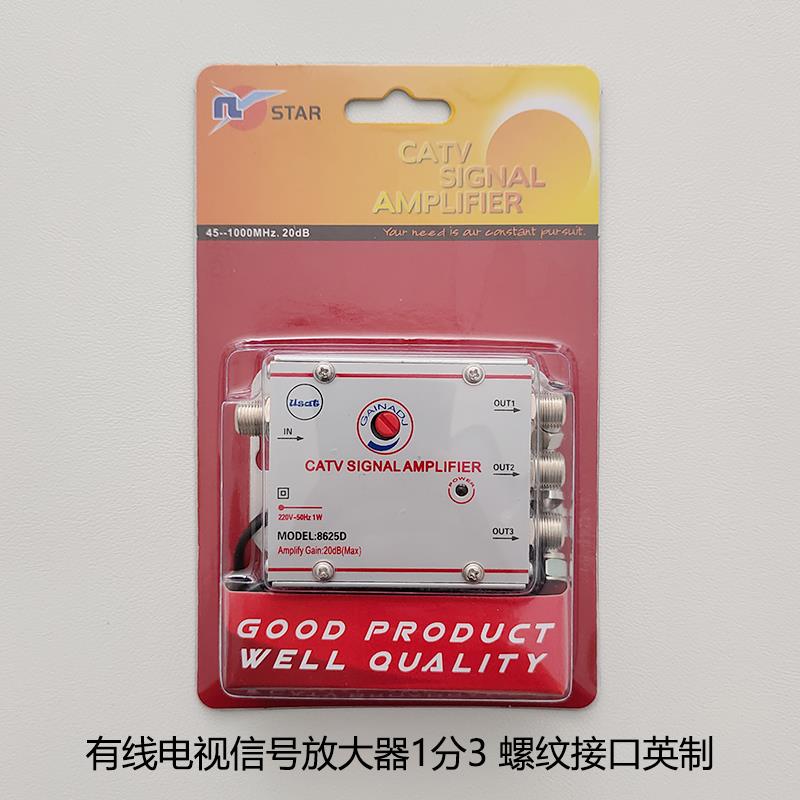 STAR
CATV
SIGNAL
AMPLIFIER
45--1000MHz. 20dB
Your need is our constant pursuit.
Usat
GAINADJ
OUT1
IN
CATV SIGNAL AMPLIFIER
OUT2
POWER
220V~50Hz 1W
MODEL:8625D
OUT3
Amplify Gain:20dB(Max)
GOOD PRODUCT
WELL QUALITY
有线电视信号放大器1分3 螺纹接口英制